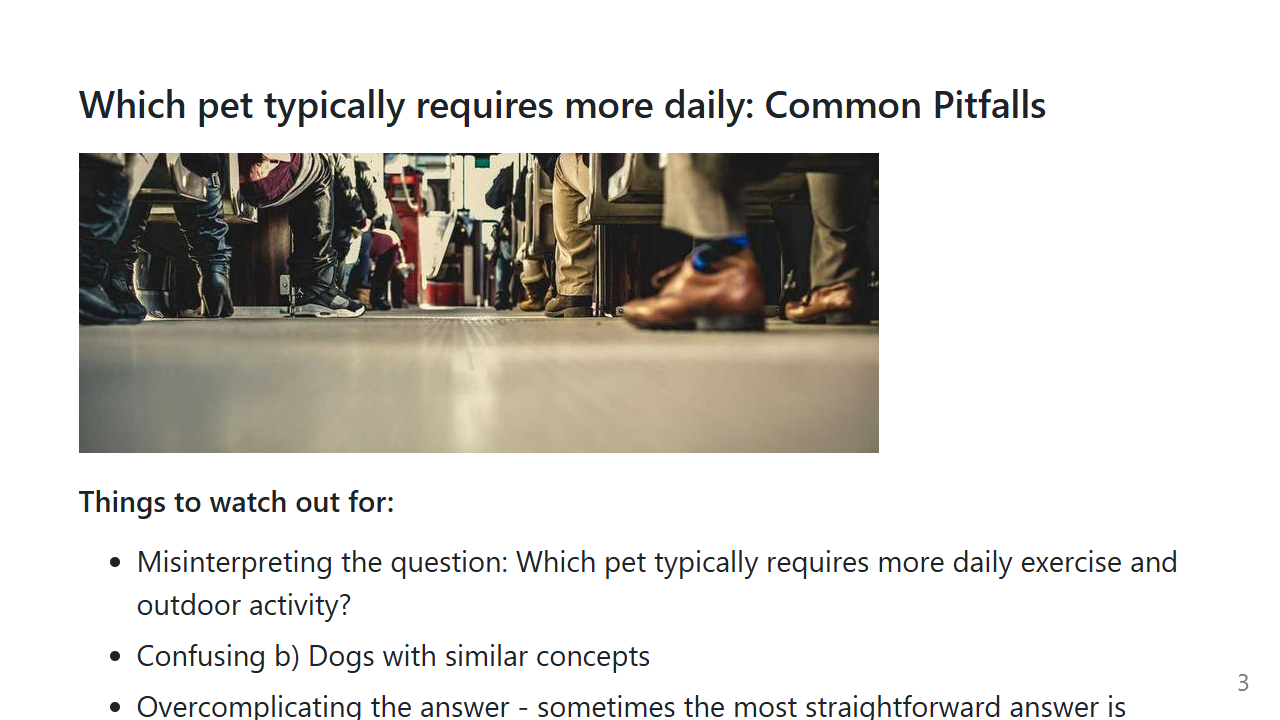 Which pet typically requires more daily: Common Pitfalls
Things to watch out for:
• Misinterpreting the question: Which pet typically requires more daily exercise and
outdoor activity?
• Confusing b) Dogs with similar concepts
• Overcomplicating the answer - sometimes the most straightforward answer is
3